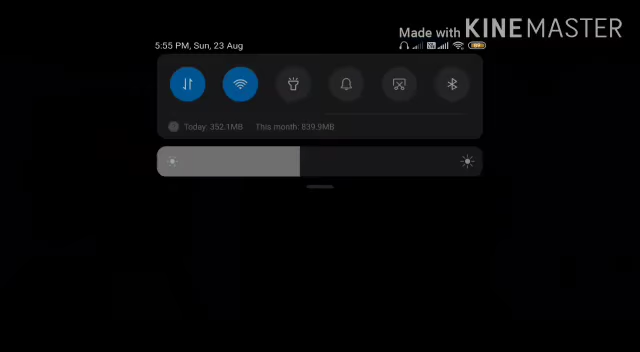 Made with KINEMASTER
5:55 PM, Sun, 23 Aug
Today: 352.1MB This month: 839.9MB